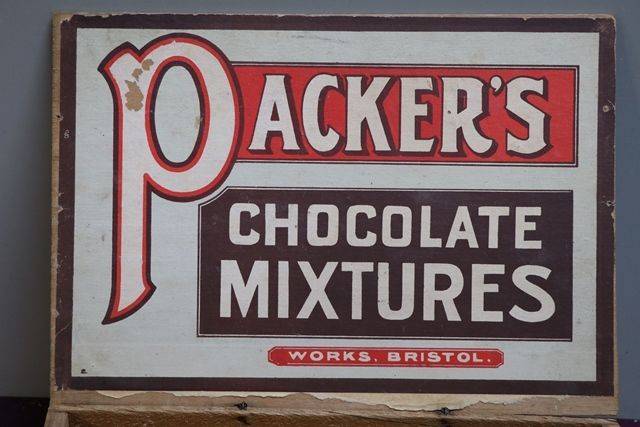 PACKER'S
CHOCOLATE
MIXTURES
WORKS. BRISTOL.